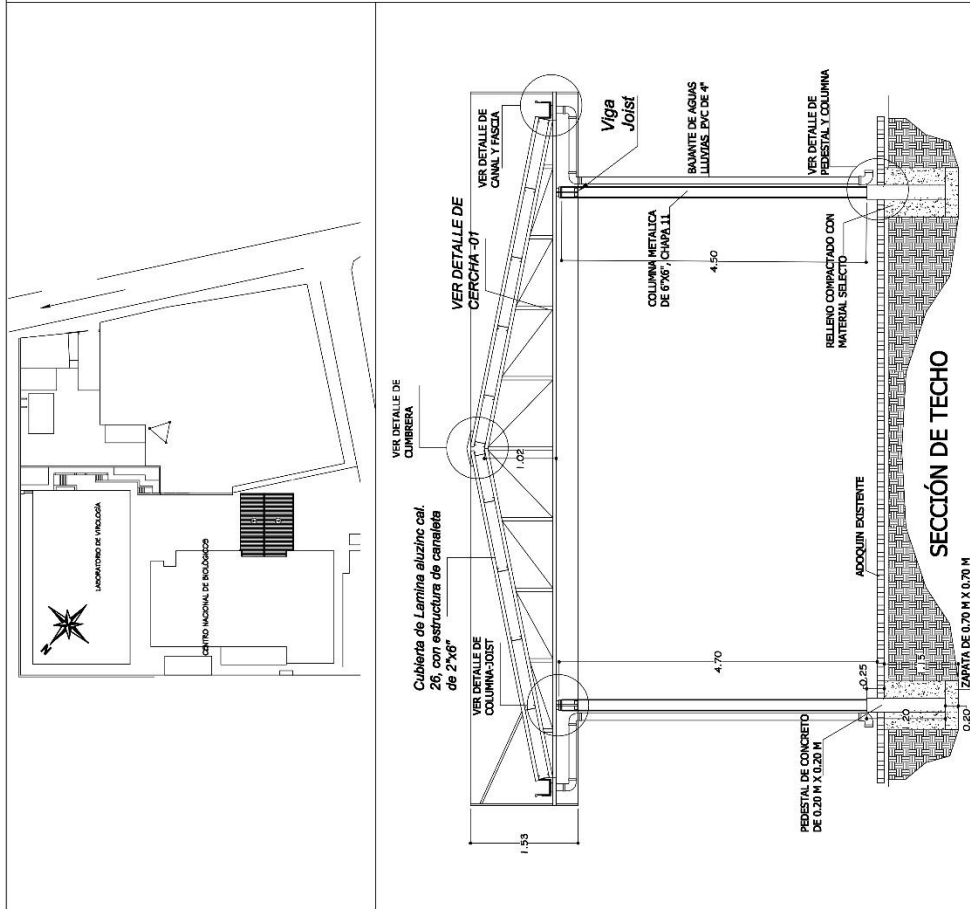 N
LABORATORIO DE VIROLOGÍA
CENTRO NACIONAL DE BIOLÓGICOS
VER DETALLE DE
CUMBRERA
VER DETALLE DE
CERCHA -01
VER DETALLE DE
CANAL Y FASCIA
Cubierta de Lamina aluzinc cal.
26, con estructura de canaleta
de 2"x6"
VER DETALLE DE
COLUMNA-JOIST
Viga
Joist
1.53
1.02
BAJANTE DE AGUAS
LLUVIAS PVC DE 4"
COLUMNA METALICA
DE 6"X6", CHAPA 11
4.50
4.70
VER DETALLE DE
PEDESTAL Y COLUMNA
RELLENO COMPACTADO CON
MATERIAL SELECTO
ADOQUIN EXISTENTE
PEDESTAL DE CONCRETO
DE 0.20 M X 0.20 M
0.25
1.20
1.15
0.20
ZAPATA DE 0.70 M X 0.70 M
SECCIÓN DE TECHO